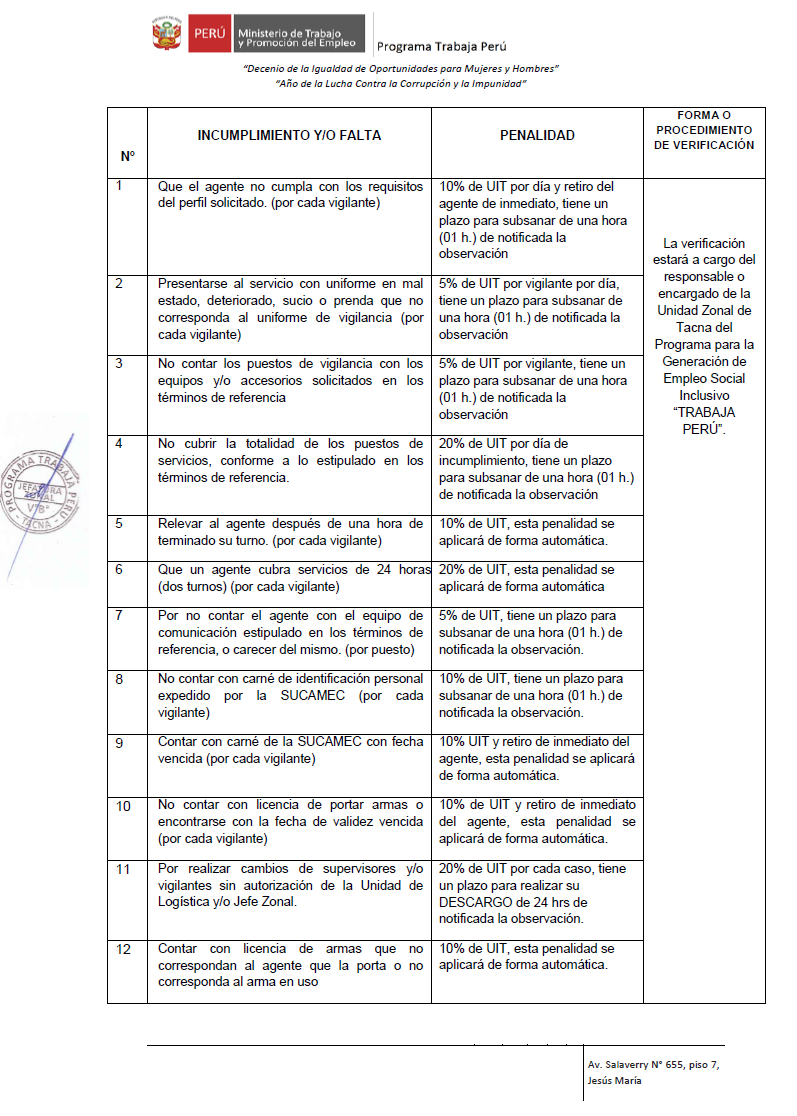 PERÚ
Ministerio de Trabajo
y Promoción del Empleo
Programa Trabaja Perú
“Decenio de la Igualdad de Oportunidades para Mujeres y Hombres”
“Año de la Lucha Contra la Corrupción y la Impunidad”
Nº
INCUMPLIMIENTO Y/O FALTA
PENALIDAD
FORMA O
PROCEDIMIENTO
DE VERIFICACIÓN
1
Que el agente no cumpla con los requisitos
del perfil solicitado. (por cada vigilante)
10% de UIT por día y retiro del
agente de inmediato, tiene un
plazo para subsanar de una hora
(01 h.) de notificada la
observación
La verificación
estará a cargo del
responsable o
encargado de la
Unidad Zonal de
Tacna del
Programa para la
Generación de
Empleo Social
Inclusivo
“TRABAJA
PERÚ”.
2
Presentarse al servicio con uniforme en mal
estado, deteriorado, sucio o prenda que no
corresponda al uniforme de vigilancia (por
cada vigilante)
5% de UIT por vigilante por día,
tiene un plazo para subsanar de
una hora (01 h.) de notificada la
observación
3
No contar los puestos de vigilancia con los
equipos y/o accesorios solicitados en los
términos de referencia
5% de UIT por vigilante, tiene un
plazo para subsanar de una hora
(01 h.) de notificada la
observación
4
No cubrir la totalidad de los puestos de
servicios, conforme a lo estipulado en los
términos de referencia.
20% de UIT por día de
incumplimiento, tiene un plazo
para subsanar de una hora (01 h.)
de notificada la observación
5
Relevar al agente después de una hora de
terminado su turno. (por cada vigilante)
10% de UIT, esta penalidad se
aplicará de forma automática.
6
Que un agente cubra servicios de 24 horas
(dos turnos) (por cada vigilante)
20% de UIT, esta penalidad se
aplicará de forma automática
7
Por no contar el agente con el equipo de
comunicación estipulado en los términos de
referencia, o carecer del mismo. (por puesto)
5% de UIT, tiene un plazo para
subsanar de una hora (01 h.) de
notificada la observación.
8
No contar con carné de identificación personal
expedido por la SUCAMEC (por cada
vigilante)
10% de UIT, tiene un plazo para
subsanar de una hora (01 h.) de
notificada la observación.
9
Contar con carné de la SUCAMEC con fecha
vencida (por cada vigilante)
10% UIT y retiro de inmediato del
agente, esta penalidad se aplicará
de forma automática.
10
No contar con licencia de portar armas o
encontrarse con la fecha de validez vencida
(por cada vigilante)
10% de UIT y retiro de inmediato
del agente, esta penalidad se
aplicará de forma automática.
11
Por realizar cambios de supervisores y/o
vigilantes sin autorización de la Unidad de
Logística y/o Jefe Zonal.
20% de UIT por cada caso, tiene
un plazo para realizar su
DESCARGO de 24 hrs de
notificada la observación.
12
Contar con licencia de armas que no
correspondan al agente que la porta o no
corresponda al arma en uso
10% de UIT, esta penalidad se
aplicará de forma automática.
PROGRAMA TRABAJA PERÚ
JEFATURA
ZONAL
V°B°
- TACNA -
Av. Salaverry N° 655, piso 7,
Jesús María